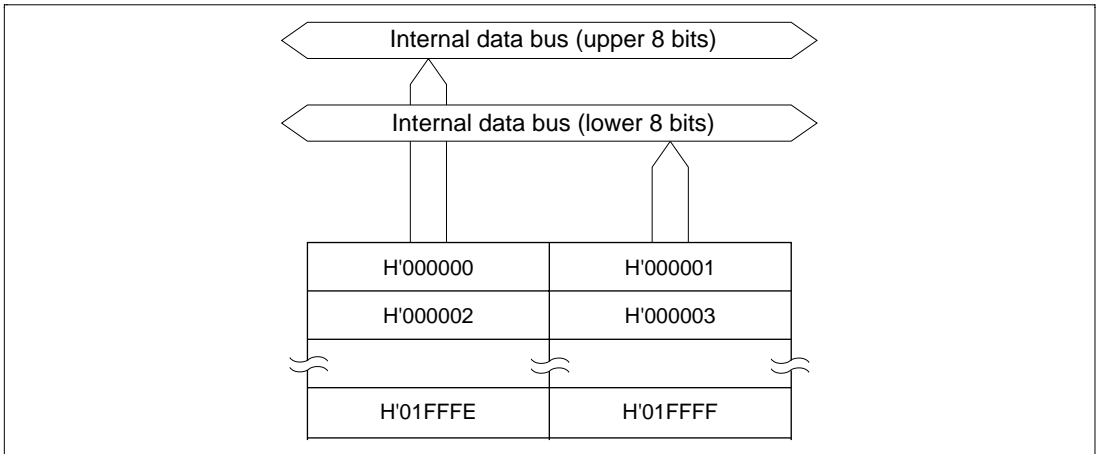 Internal data bus (upper 8 bits)
Internal data bus (lower 8 bits)
H'000000 H'000001
H'000002 H'000003
H'01FFFE H'01FFFF